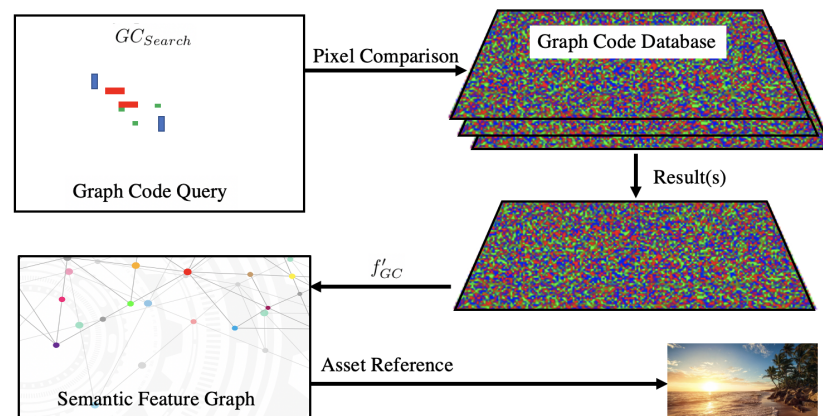 GC_Search
Pixel Comparison
Graph Code Database
Graph Code Query
Result(s)
f'_GC
Asset Reference
Semantic Feature Graph